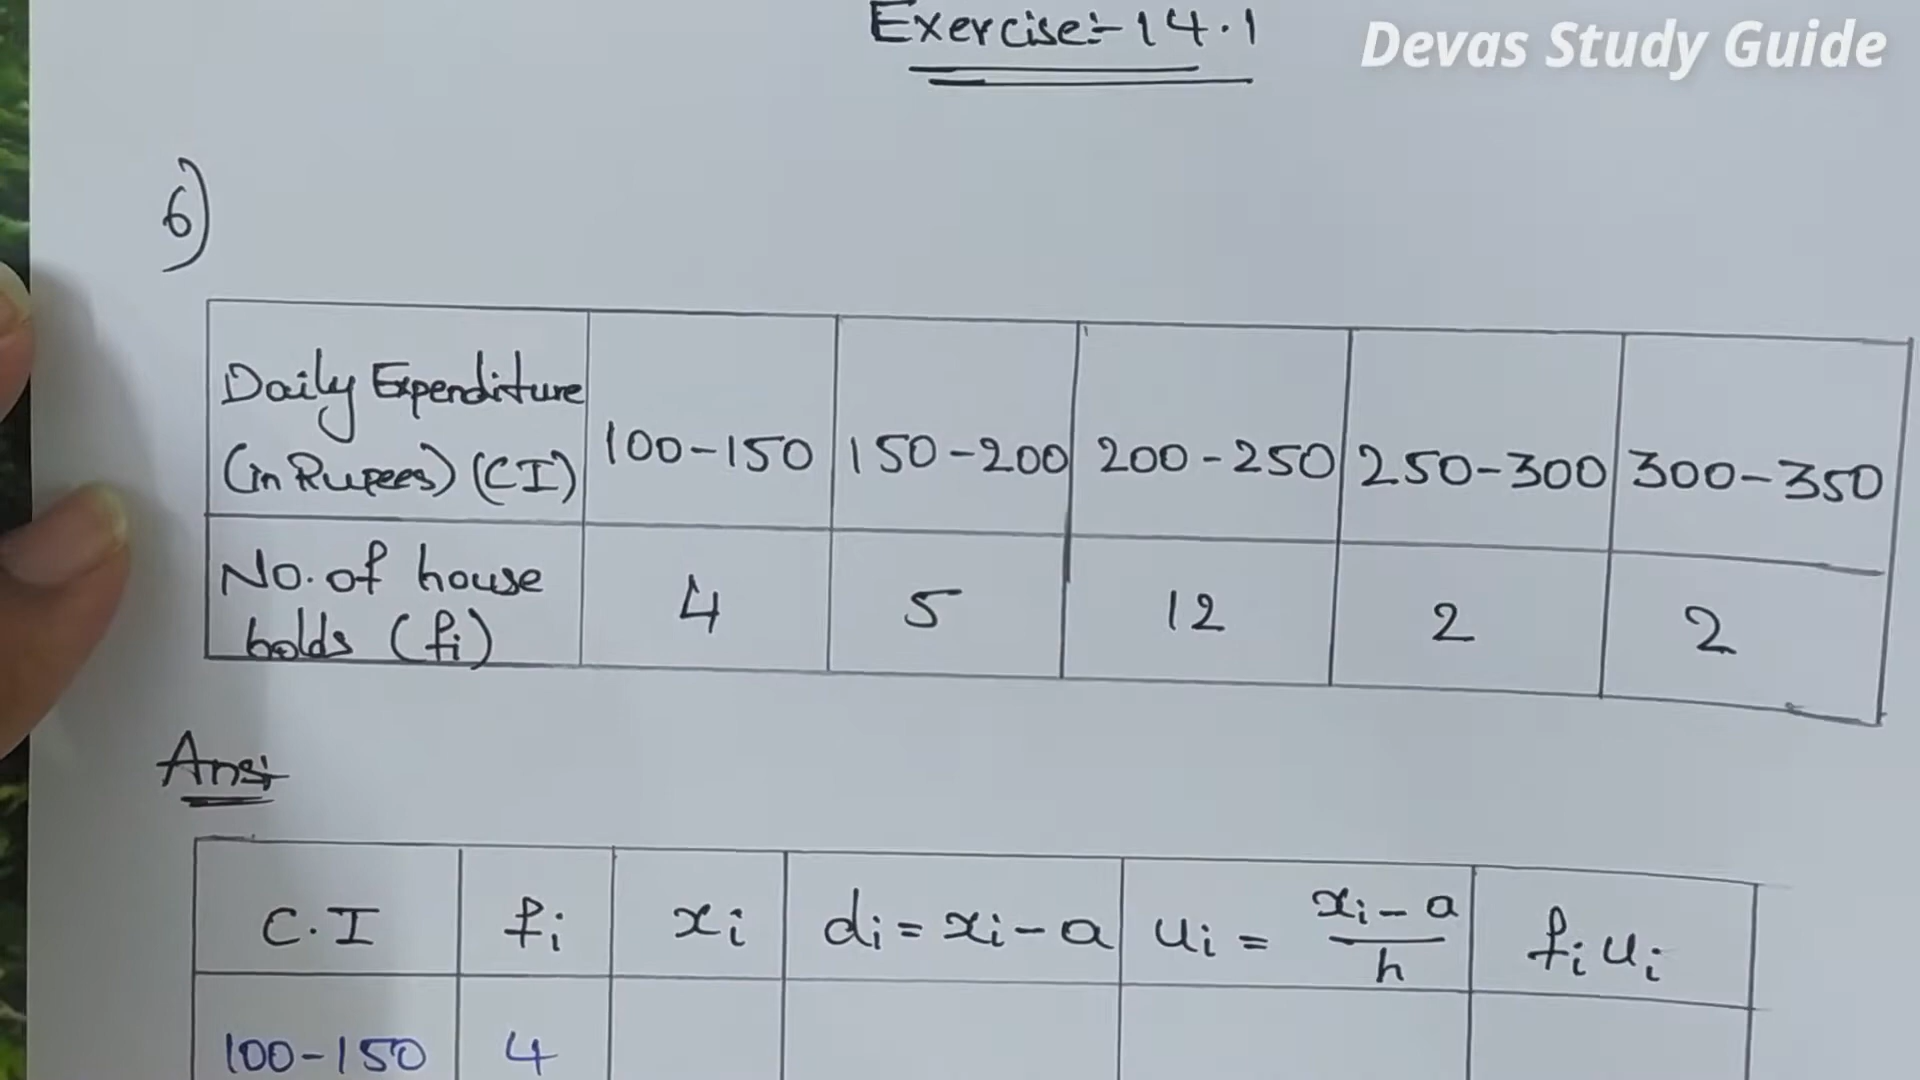 Exercise:- 14.1
Devas Study Guide
6)
Daily Expenditure
(in Rupees) (CI)
100-150
150-200
200-250
250-300
300-350
No. of house
holds (fi)
4
5
12
2
2
Ans:
C.I
fi
xi
di = xi - a
ui = xi - a / h
fi ui
100-150
4